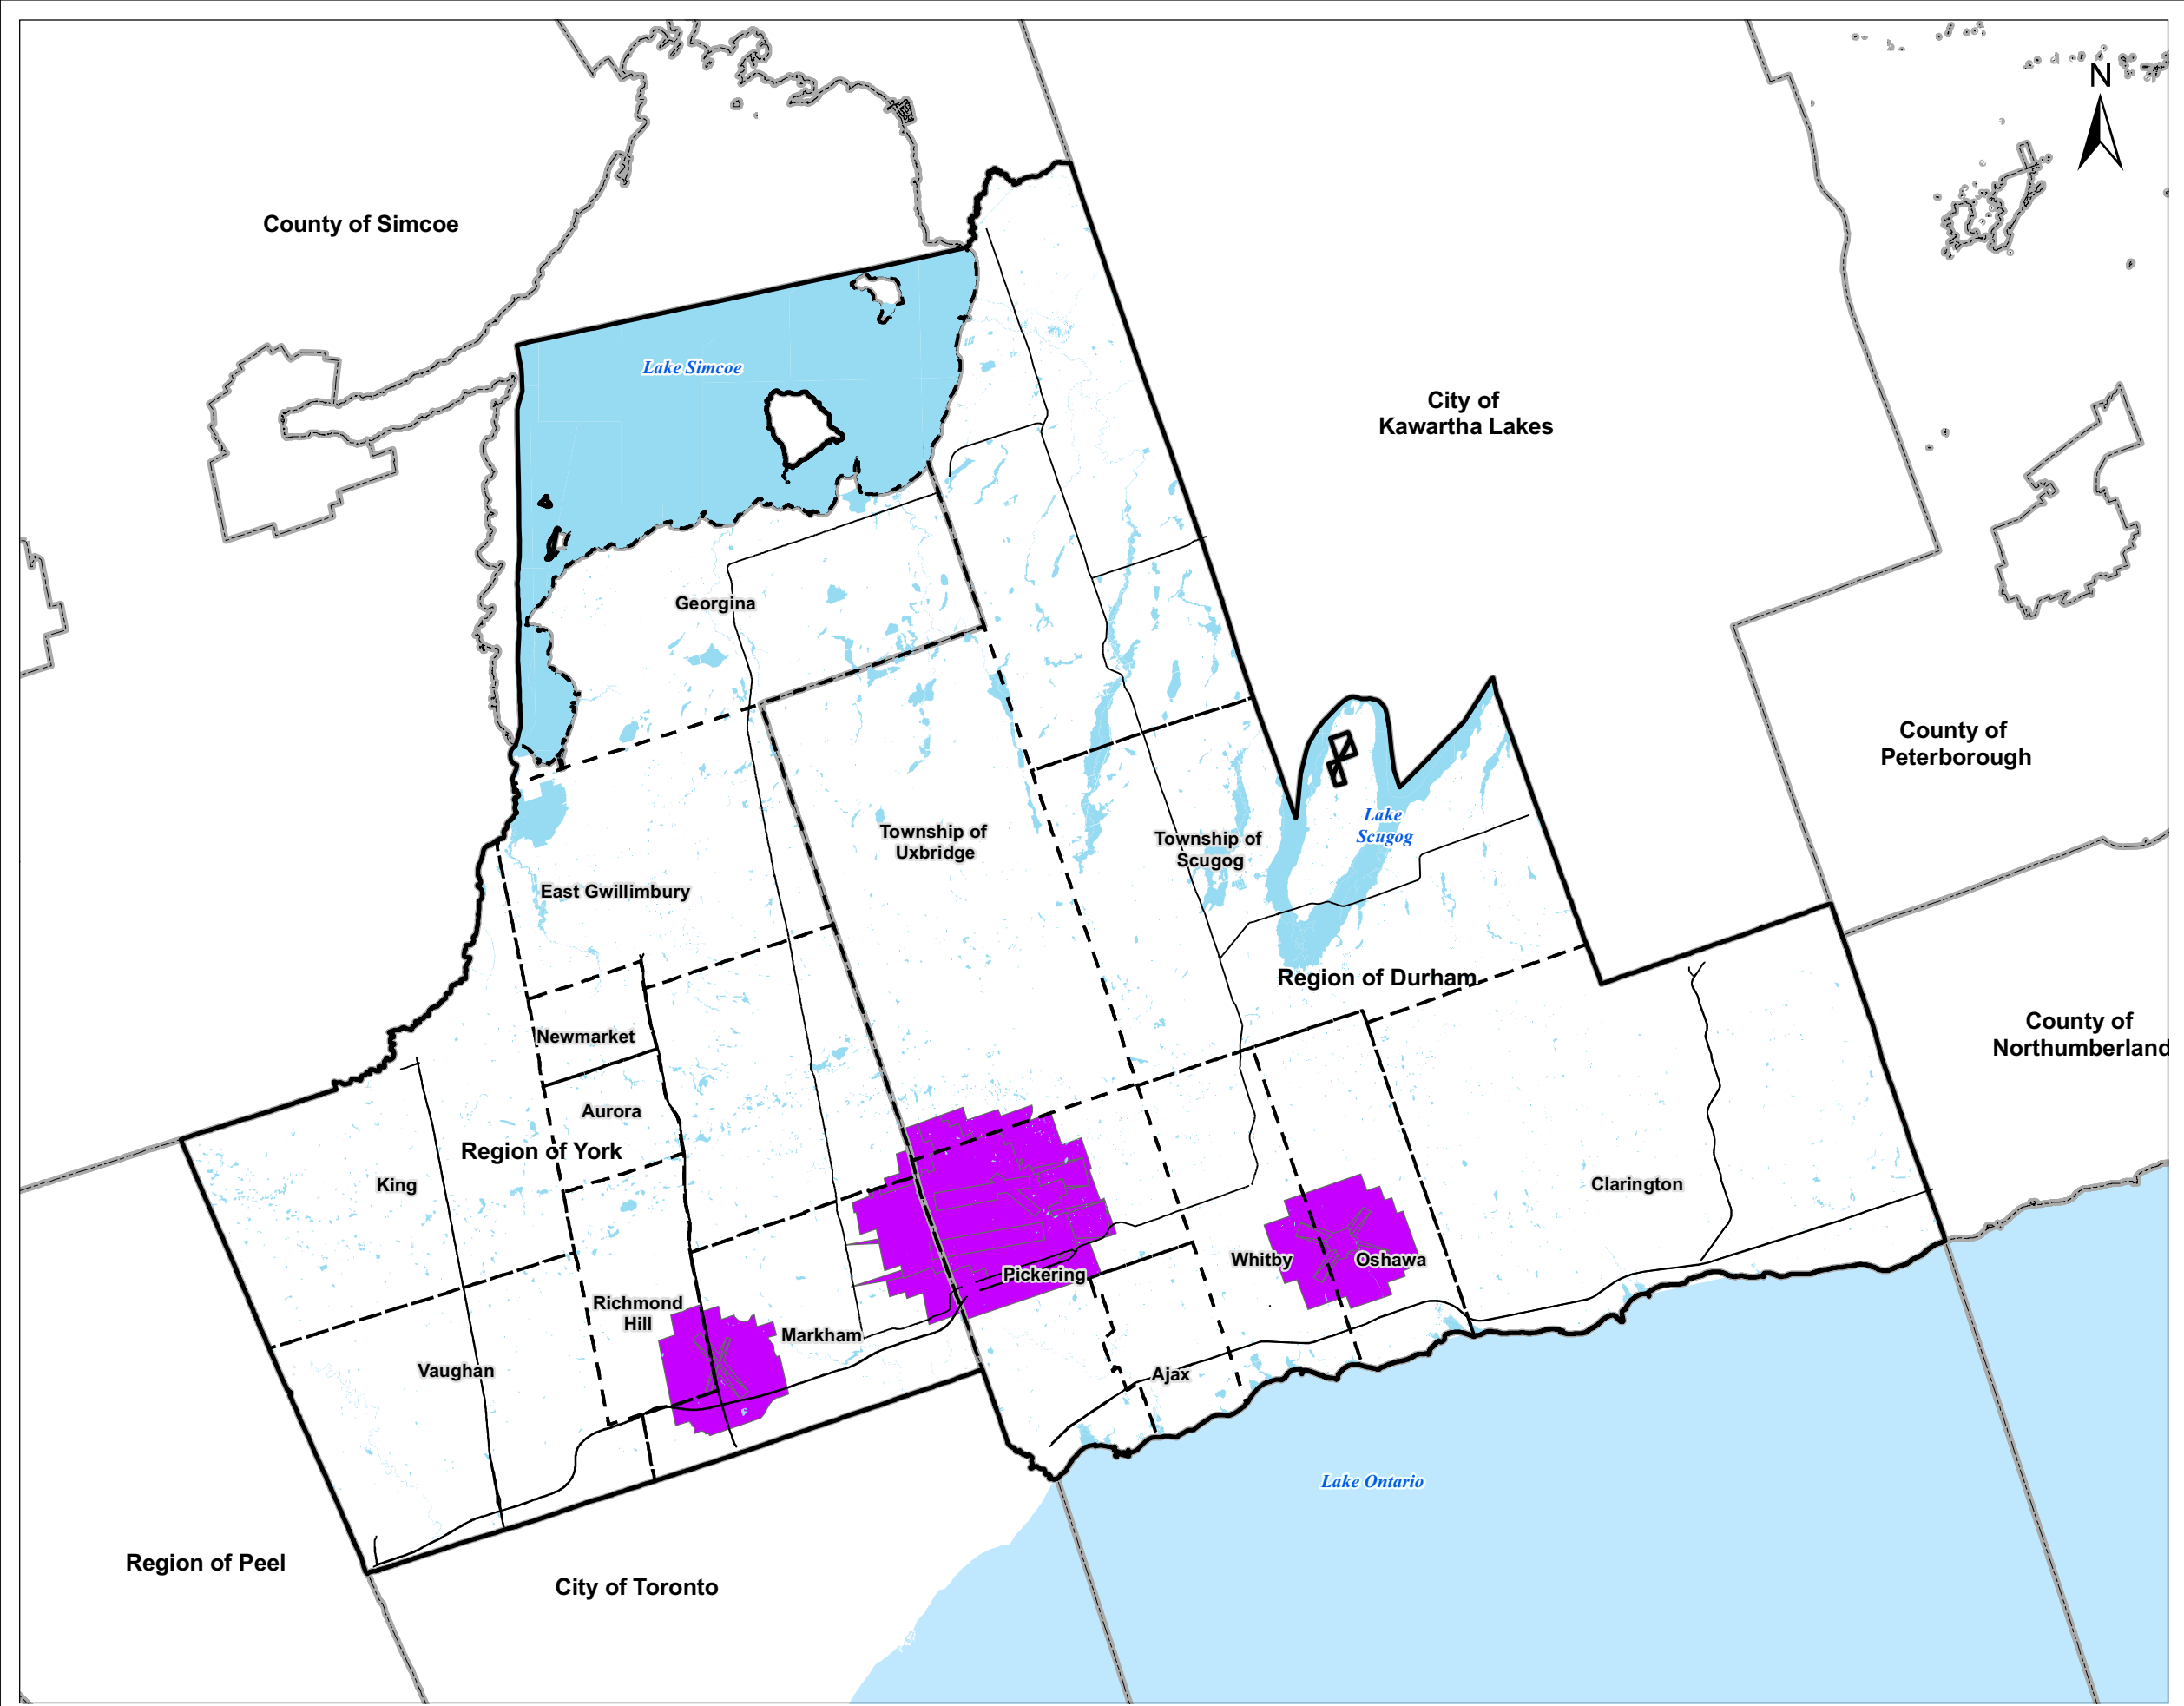 N
County of Simcoe
Lake Simcoe
City of
Kawartha Lakes
Georgina
County of
Peterborough
Township of
Uxbridge
Township of
Scugog
Lake
Scugog
East Gwillimbury
Region of Durham
Newmarket
County of
Northumberland
Aurora
Region of York
King
Clarington
Whitby
Oshawa
Pickering
Richmond
Hill
Markham
Vaughan
Ajax
Lake Ontario
Region of Peel
City of Toronto